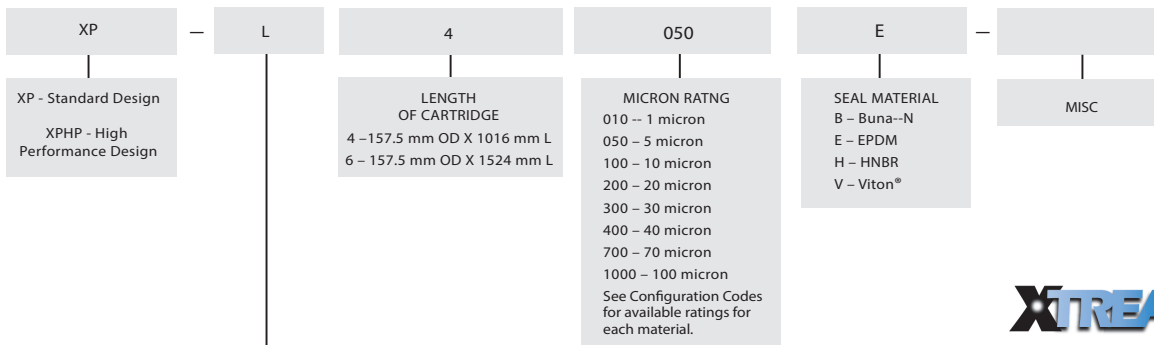 XP – L 4 050 E –
XP - Standard Design
XPHP - High
Performance Design
LENGTH
OF CARTRIDGE
4 –157.5 mm OD X 1016 mm L
6 – 157.5 mm OD X 1524 mm L
MICRON RATNG
010 -- 1 micron
050 – 5 micron
100 – 10 micron
200 – 20 micron
300 – 30 micron
400 – 40 micron
700 – 70 micron
1000 – 100 micron
See Configuration Codes
for available ratings for
each material.
SEAL MATERIAL
B – Buna--N
E – EPDM
H – HNBR
V – Viton®
MISC
XTREA